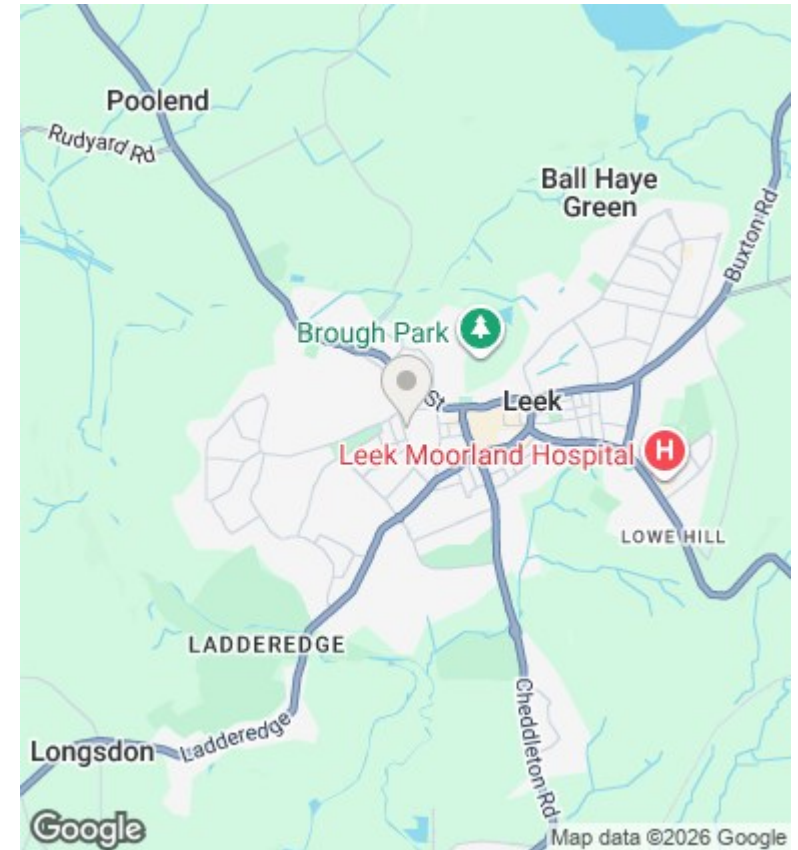 Poolend
Rudyard Rd
Ball Haye
Green
Buxton Rd
Brough Park
St
Leek
Leek Moorland Hospital
H
LOWE HILL
LADDEREDGE
Cheddleton Rd
Longsdon
Ladderedge
Google
Map data ©2026 Google